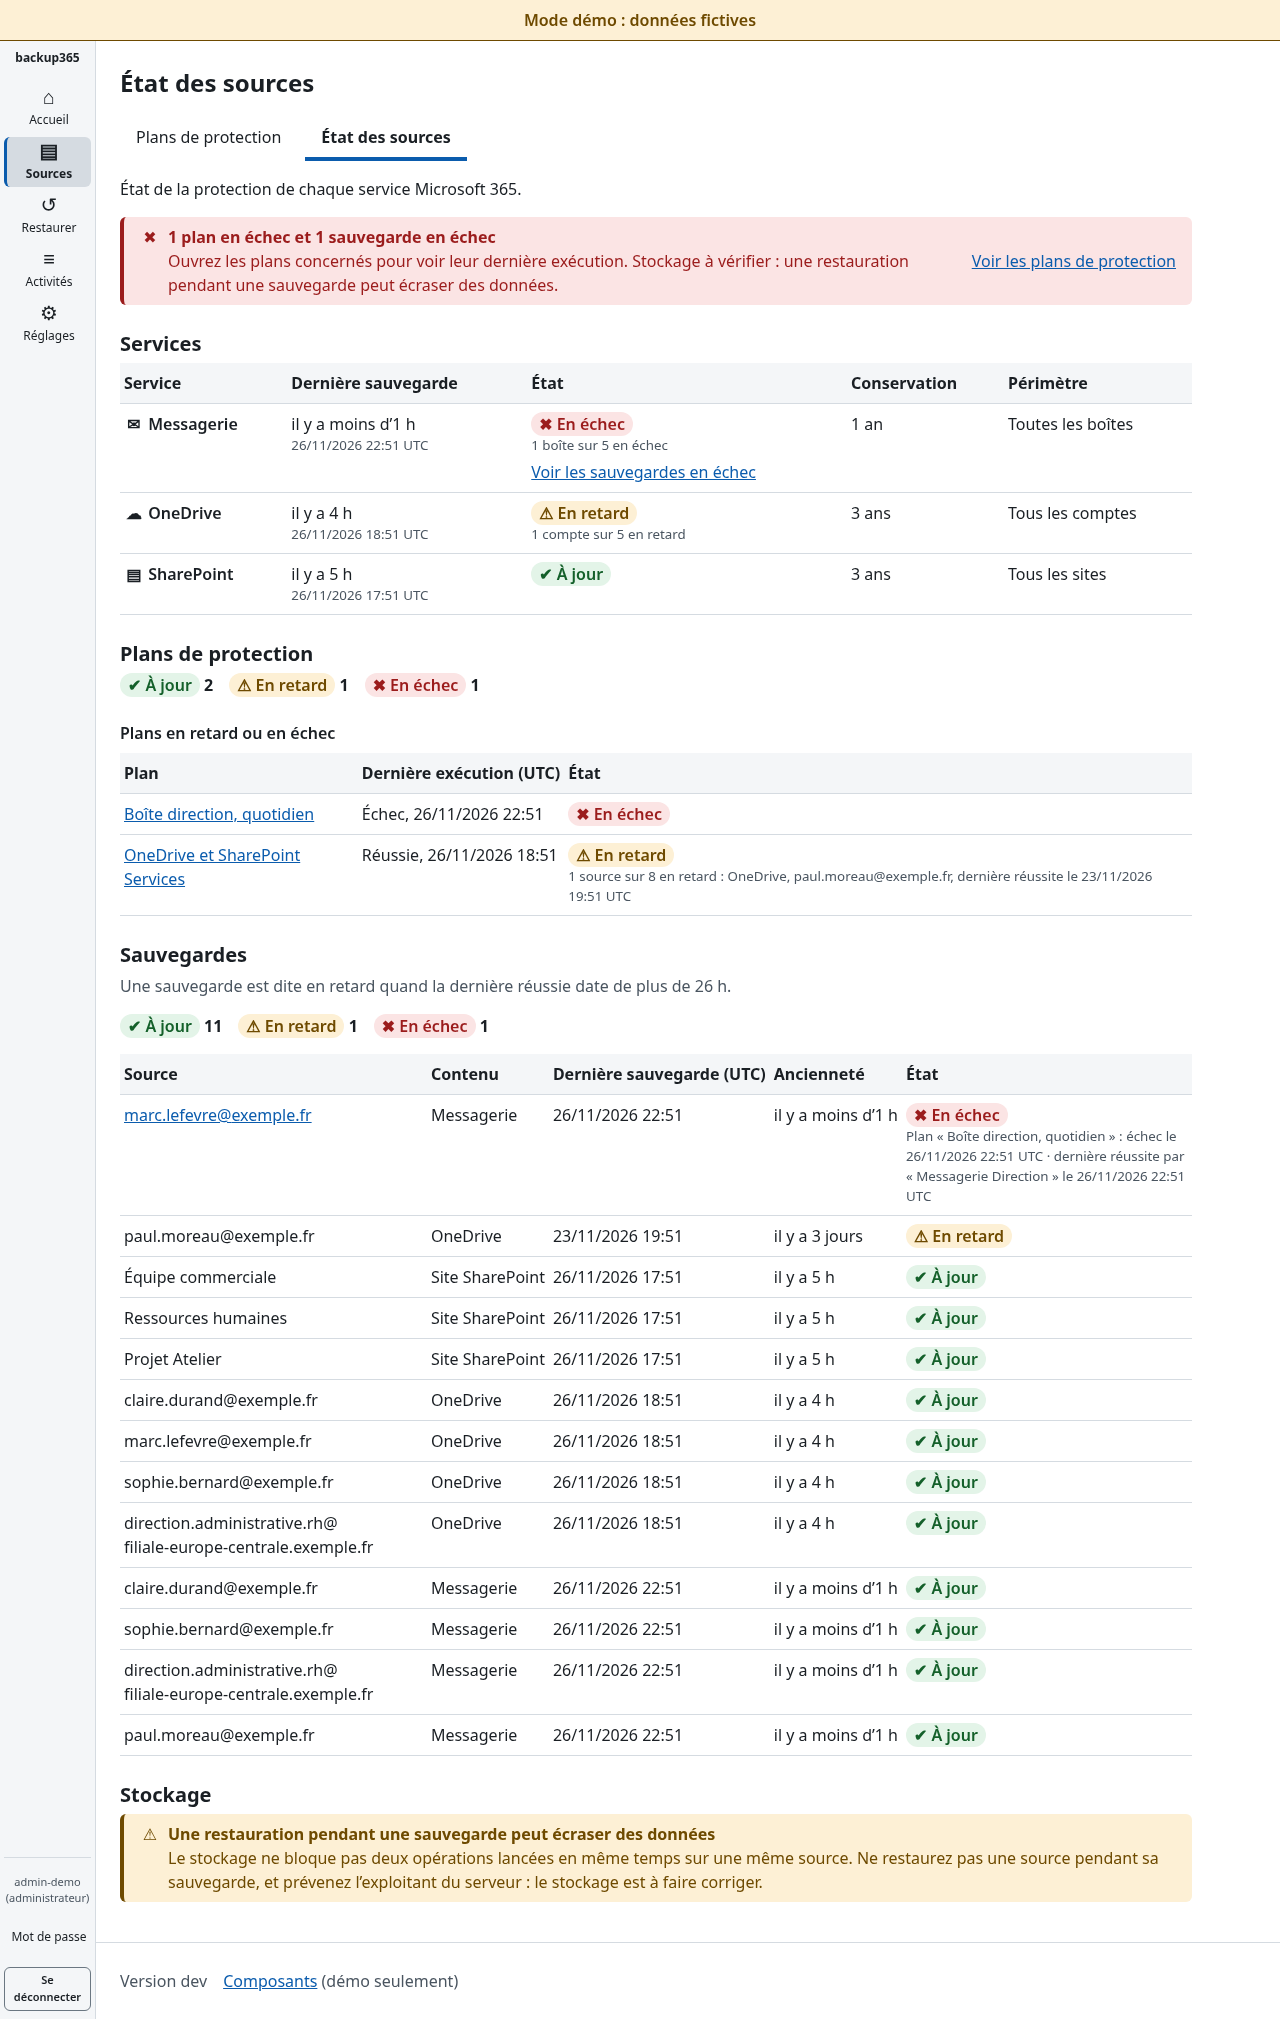 Mode démo : données fictives
backup365
Accueil
Sources
Restaurer
Activités
Réglages
admin-demo
(administrateur)
Mot de passe
Se
déconnecter
État des sources
Plans de protection État des sources
État de la protection de chaque service Microsoft 365.
✖ 1 plan en échec et 1 sauvegarde en échec
Ouvrez les plans concernés pour voir leur dernière exécution. Stockage à vérifier : une restauration
pendant une sauvegarde peut écraser des données.
Voir les plans de protection
Services
Service Dernière sauvegarde État Conservation Périmètre
✉ Messagerie il y a moins d’1 h ✖ En échec 1 an Toutes les boîtes
26/11/2026 22:51 UTC 1 boîte sur 5 en échec
Voir les sauvegardes en échec
☁ OneDrive il y a 4 h ⚠ En retard 3 ans Tous les comptes
26/11/2026 18:51 UTC 1 compte sur 5 en retard
▤ SharePoint il y a 5 h ✔ À jour 3 ans Tous les sites
26/11/2026 17:51 UTC
Plans de protection
✔ À jour 2 ⚠ En retard 1 ✖ En échec 1
Plans en retard ou en échec
Plan Dernière exécution (UTC) État
Boîte direction, quotidien Échec, 26/11/2026 22:51 ✖ En échec
OneDrive et SharePoint Réussie, 26/11/2026 18:51 ⚠ En retard
Services 1 source sur 8 en retard : OneDrive, paul.moreau@exemple.fr, dernière réussite le 23/11/2026
19:51 UTC
Sauvegardes
Une sauvegarde est dite en retard quand la dernière réussie date de plus de 26 h.
✔ À jour 11 ⚠ En retard 1 ✖ En échec 1
Source Contenu Dernière sauvegarde (UTC) Ancienneté État
marc.lefevre@exemple.fr Messagerie 26/11/2026 22:51 il y a moins d’1 h ✖ En échec
Plan « Boîte direction, quotidien » : échec le
26/11/2026 22:51 UTC · dernière réussite par
« Messagerie Direction » le 26/11/2026 22:51
UTC
paul.moreau@exemple.fr OneDrive 23/11/2026 19:51 il y a 3 jours ⚠ En retard
Équipe commerciale Site SharePoint 26/11/2026 17:51 il y a 5 h ✔ À jour
Ressources humaines Site SharePoint 26/11/2026 17:51 il y a 5 h ✔ À jour
Projet Atelier Site SharePoint 26/11/2026 17:51 il y a 5 h ✔ À jour
claire.durand@exemple.fr OneDrive 26/11/2026 18:51 il y a 4 h ✔ À jour
marc.lefevre@exemple.fr OneDrive 26/11/2026 18:51 il y a 4 h ✔ À jour
sophie.bernard@exemple.fr OneDrive 26/11/2026 18:51 il y a 4 h ✔ À jour
direction.administrative.rh@ OneDrive 26/11/2026 18:51 il y a 4 h ✔ À jour
filiale-europe-centrale.exemple.fr
claire.durand@exemple.fr Messagerie 26/11/2026 22:51 il y a moins d’1 h ✔ À jour
sophie.bernard@exemple.fr Messagerie 26/11/2026 22:51 il y a moins d’1 h ✔ À jour
direction.administrative.rh@ Messagerie 26/11/2026 22:51 il y a moins d’1 h ✔ À jour
filiale-europe-centrale.exemple.fr
paul.moreau@exemple.fr Messagerie 26/11/2026 22:51 il y a moins d’1 h ✔ À jour
Stockage
⚠ Une restauration pendant une sauvegarde peut écraser des données
Le stockage ne bloque pas deux opérations lancées en même temps sur une même source. Ne restaurez pas une source pendant sa
sauvegarde, et prévenez l’exploitant du serveur : le stockage est à faire corriger.
Version dev Composants (démo seulement)